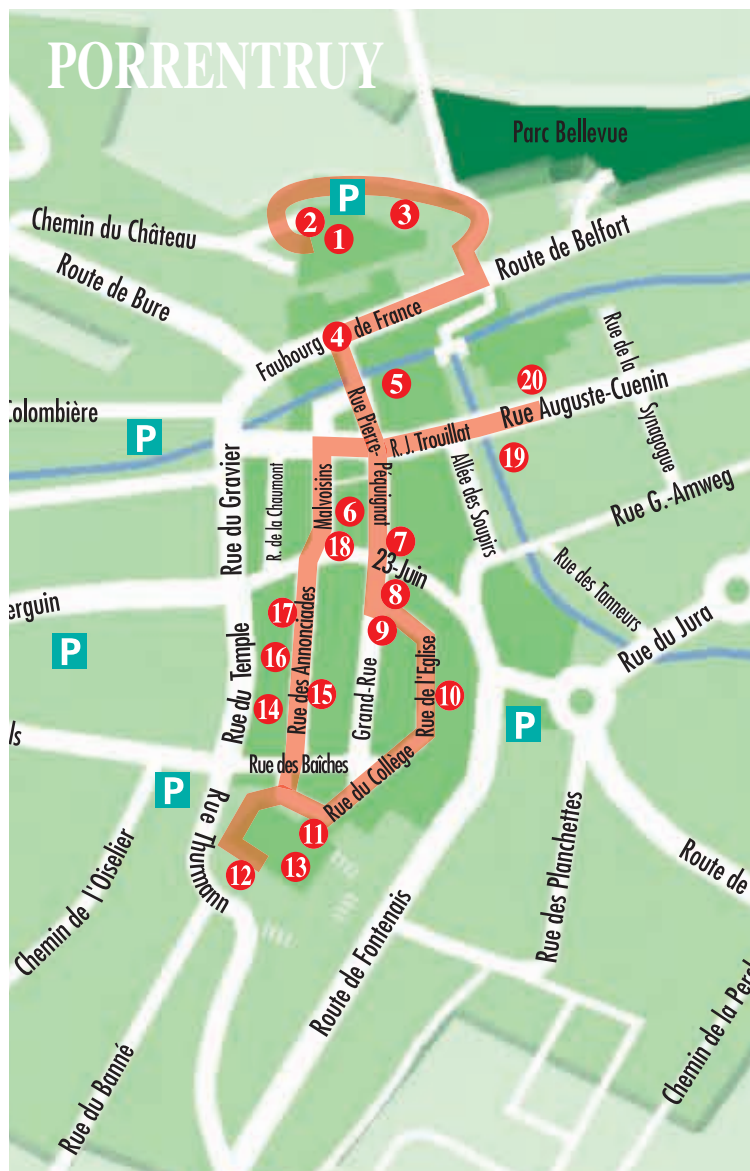 PORRENTRUY
Parc Bellevue
P
2
3
1
Chemin du Château
Route de Bure
Route de Belfort
4
Faubourg de France
5
20
Rue de la Synagogue
Colombière
P
Rue Pierre-Péquignat
R. J. Trouillat
Rue Auguste-Cuenin
19
Rue du Gravier
R. de la Chaumont
Malvoisins
6
18
7
Allée des Soupirs
Rue G.-Amweg
23-Juin
8
9
Rue des Tanneurs
Rue du Jura
erguin
P
17
16
14
15
Rue du Temple
Rue des Annonciades
Grand-Rue
Rue de l'Eglise
10
P
ls
Rue des Baîches
Rue du Collège
P
Rue Thurmann
11
12
13
Chemin de l'Oiselier
Route de Fontenais
Rue des Planchettes
Route de
Rue du Banné
Chemin de la Perch